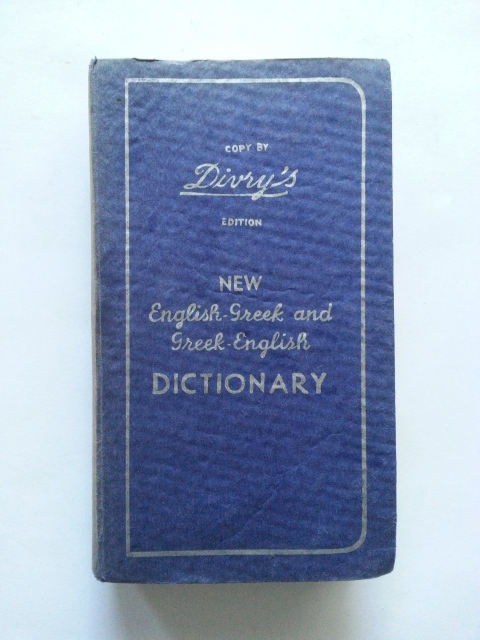 COPY BY
Divry's
EDITION
NEW
English-Greek and
Greek-English
DICTIONARY